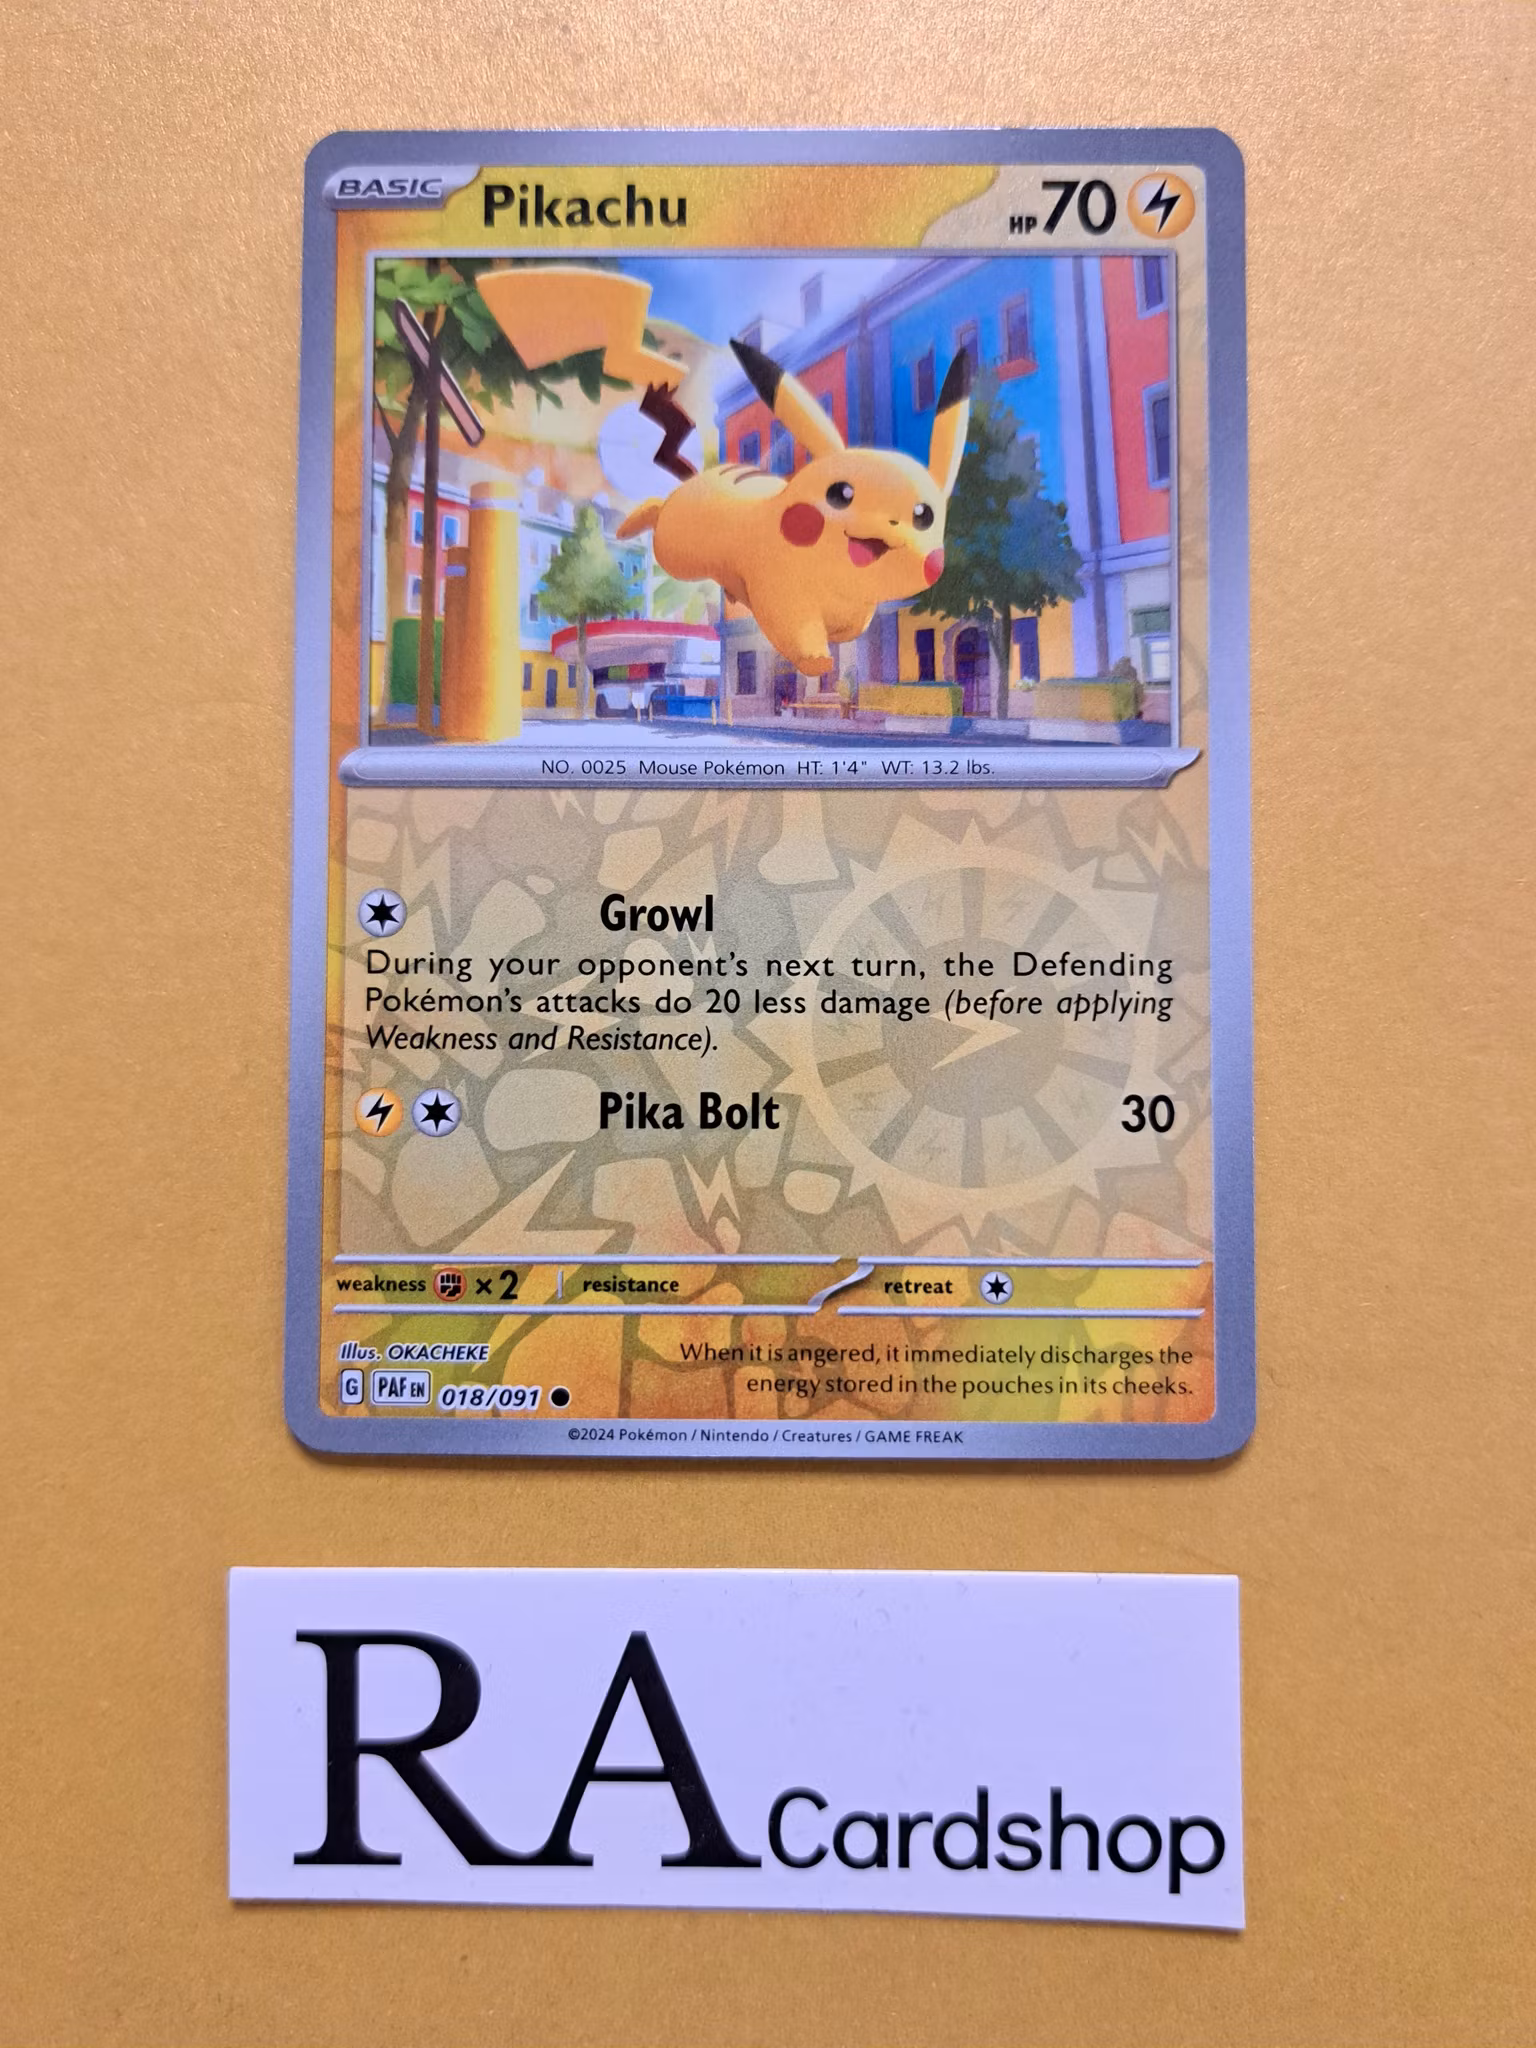 BASIC Pikachu HP 70
NO. 0025 Mouse Pokémon HT: 1'4" WT: 13.2 lbs.
Growl
During your opponent's next turn, the Defending
Pokémon's attacks do 20 less damage (before applying
Weakness and Resistance).
Pika Bolt 30
weakness ×2 resistance retreat
Illus. OKACHEKE
G PAF EN 018/091
When it is angered, it immediately discharges the
energy stored in the pouches in its cheeks.
©2024 Pokémon / Nintendo / Creatures / GAME FREAK
RA Cardshop